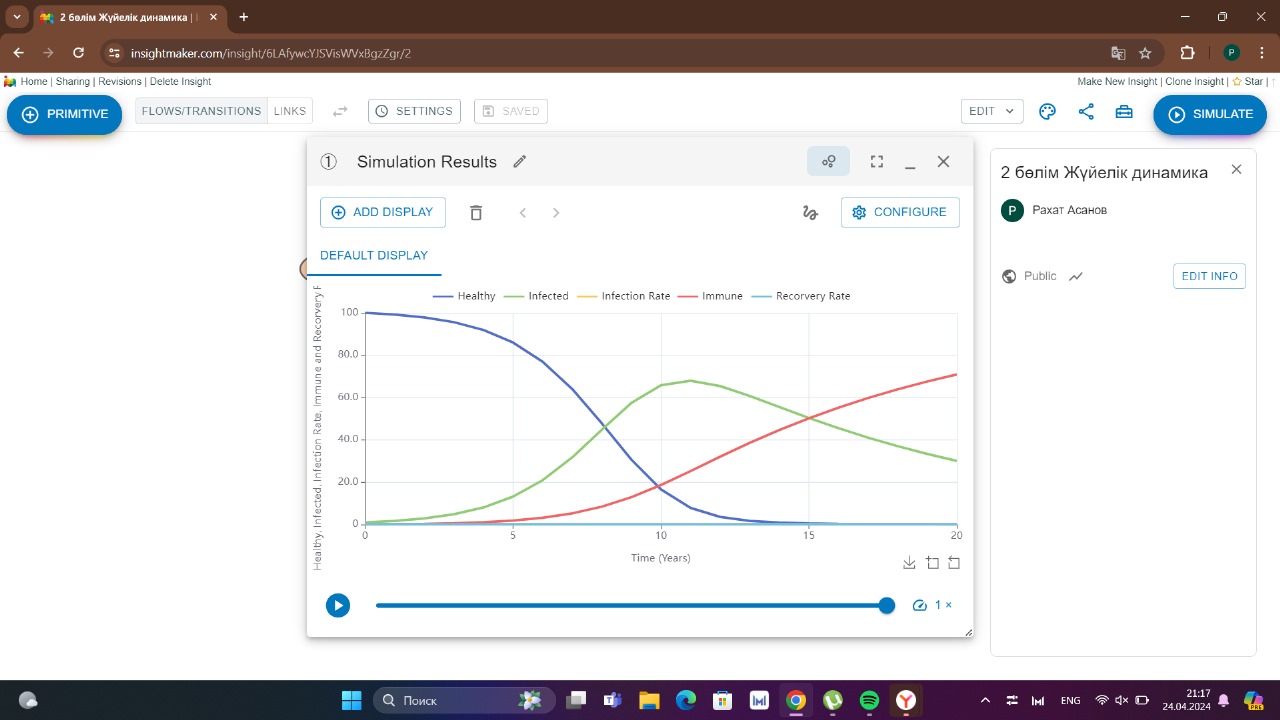 2 бөлім Жүйелік динамика |
insightmaker.com/insight/6LAfywcYJSVisWVxBgzZgr/2
P
Home | Sharing | Revisions | Delete Insight
Make New Insight | Clone Insight | Star |
PRIMITIVE
FLOWS/TRANSITIONS LINKS
SETTINGS
SAVED
EDIT
SIMULATE
1 Simulation Results
2 бөлім Жүйелік динамика
P Рахат Асанов
ADD DISPLAY
CONFIGURE
DEFAULT DISPLAY
Public
EDIT INFO
Healthy Infected Infection Rate Immune Recorvery Rate
Healthy, Infected, Infection Rate, Immune and Recorvery
100
80.0
60.0
40.0
20.0
0
0 5 10 15 20
Time (Years)
1 ×
Поиск
ENG
21:17
24.04.2024
PRE